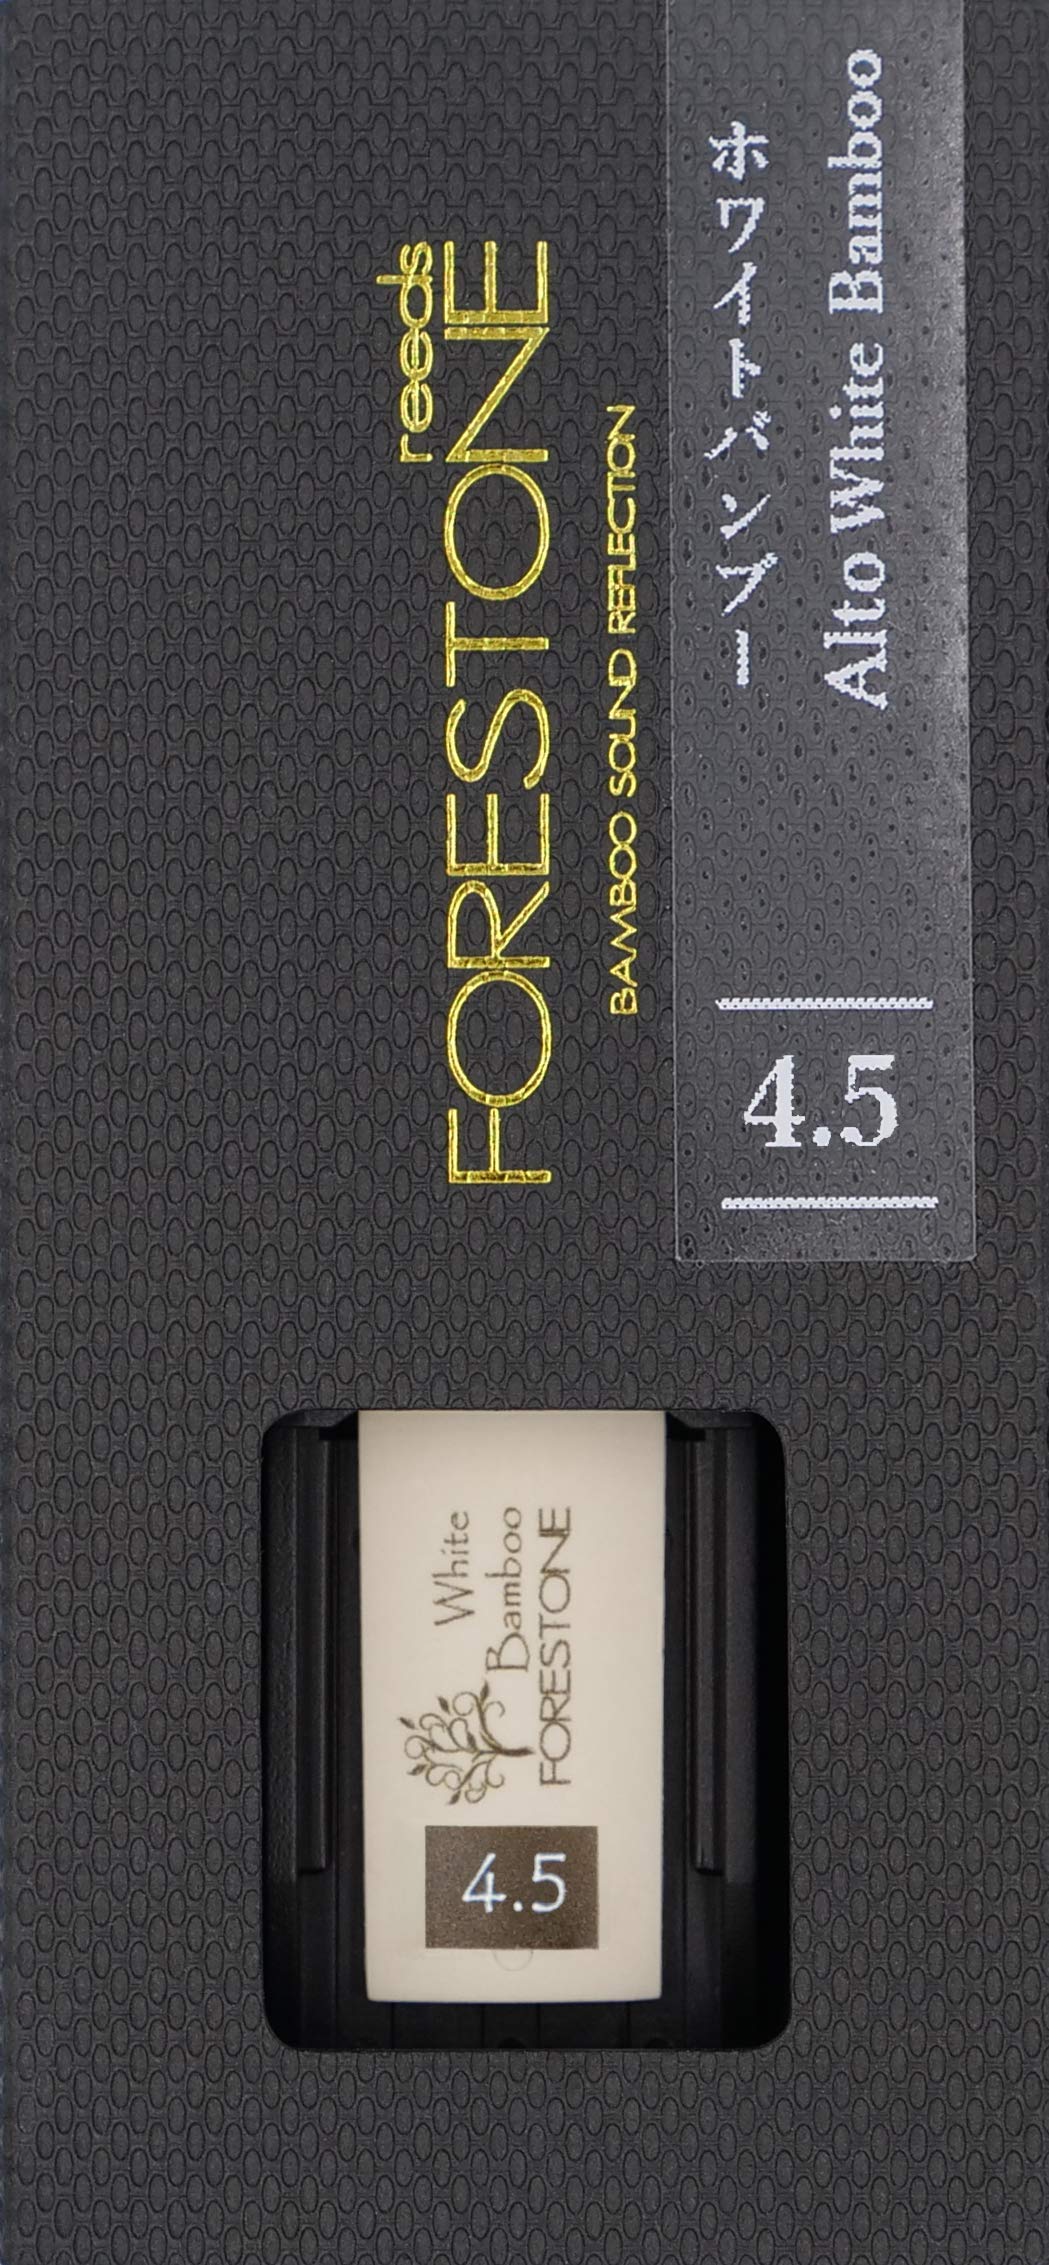 reeds
FORESTONE
BAMBOO SOUND REFLECTION
ホワイトバンブー
Alto White Bamboo
4.5
White
Bamboo
FORESTONE
4.5